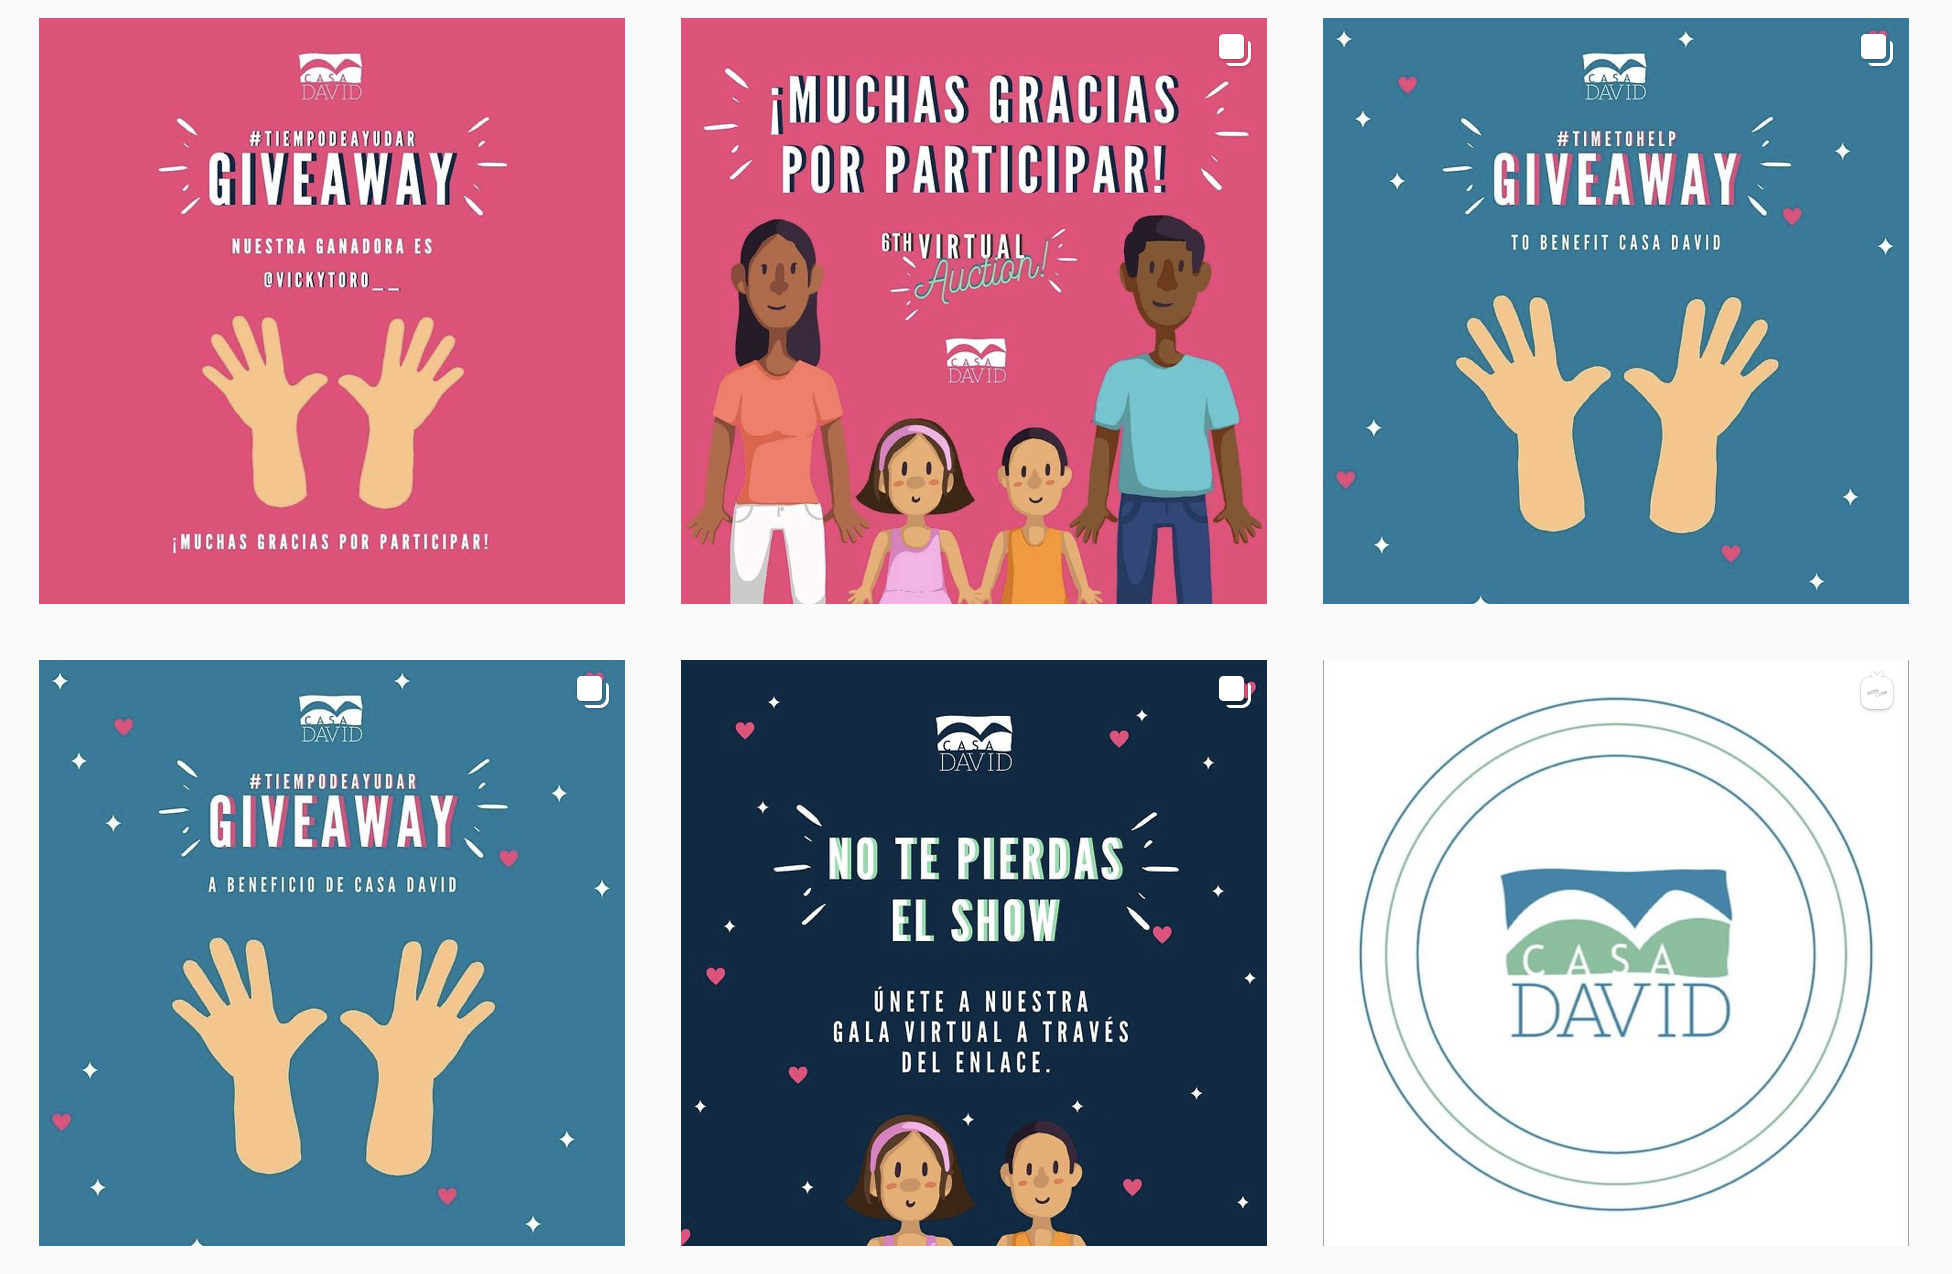 CASA
DAVID
#TIEMPODEAYUDAR
GIVEAWAY
NUESTRA GANADORA ES
@VICKYTORO__
¡MUCHAS GRACIAS POR PARTICIPAR!
¡MUCHAS GRACIAS
POR PARTICIPAR!
6TH VIRTUAL
Auction!
CASA
DAVID
CASA
DAVID
#TIMETOHELP
GIVEAWAY
TO BENEFIT CASA DAVID
CASA
DAVID
#TIEMPODEAYUDAR
GIVEAWAY
A BENEFICIO DE CASA DAVID
CASA
DAVID
NO TE PIERDAS
EL SHOW
ÚNETE A NUESTRA
GALA VIRTUAL A TRAVÉS
DEL ENLACE.
CASA
DAVID